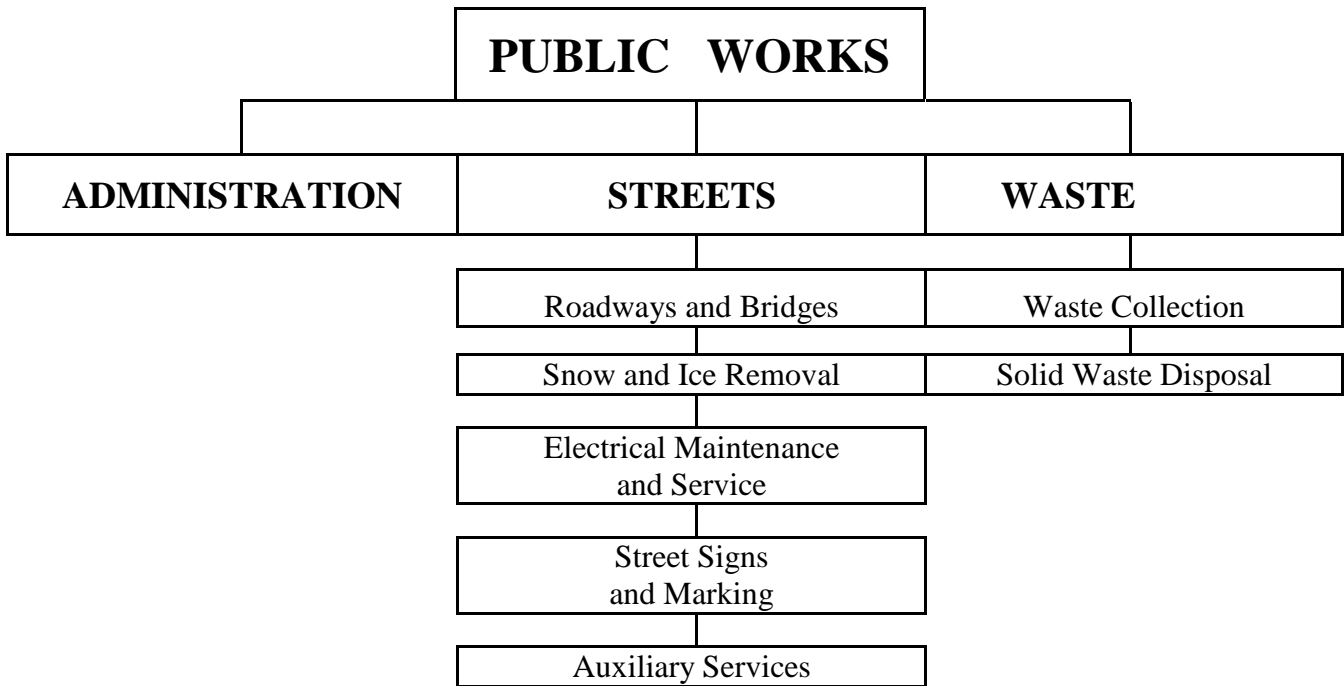 PUBLIC WORKS
ADMINISTRATION
STREETS
WASTE
Roadways and Bridges
Waste Collection
Snow and Ice Removal
Solid Waste Disposal
Electrical Maintenance
and Service
Street Signs
and Marking
Auxiliary Services